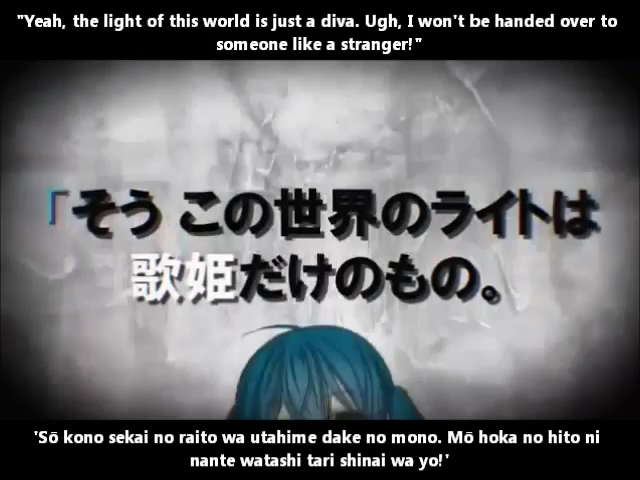 "Yeah, the light of this world is just a diva. Ugh, I won't be handed over to
someone like a stranger!"
「そう この世界のライトは
歌姫だけのもの。
'Sō kono sekai no raito wa utahime dake no mono. Mō hoka no hito ni
nante watashi tari shinai wa yo!'